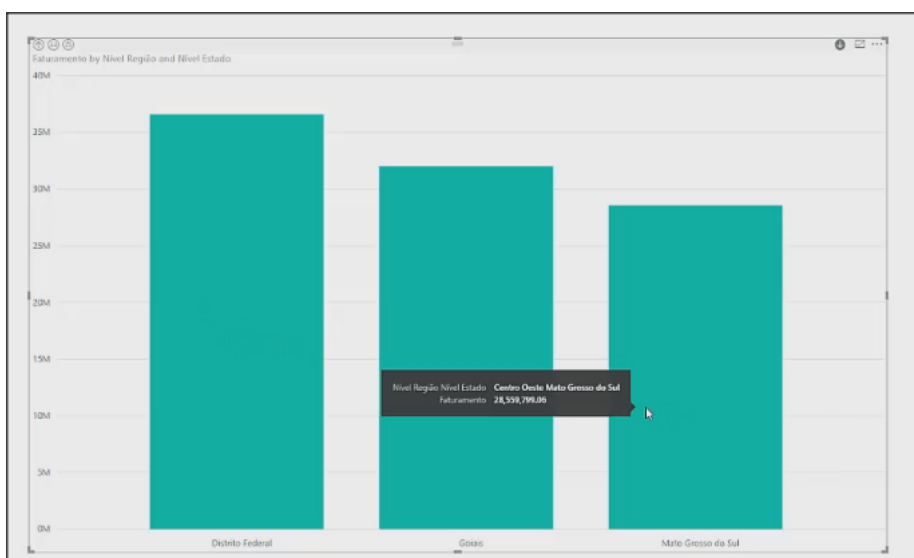 Faturamento by Nível Região and Nível Estado
40M
35M
30M
25M
20M
15M
10M
5M
0M
Nível Região Nível Estado Centro Oeste Mato Grosso do Sul
Faturamento 28,559,799.06
Distrito Federal Goiais Mato Grosso do Sul